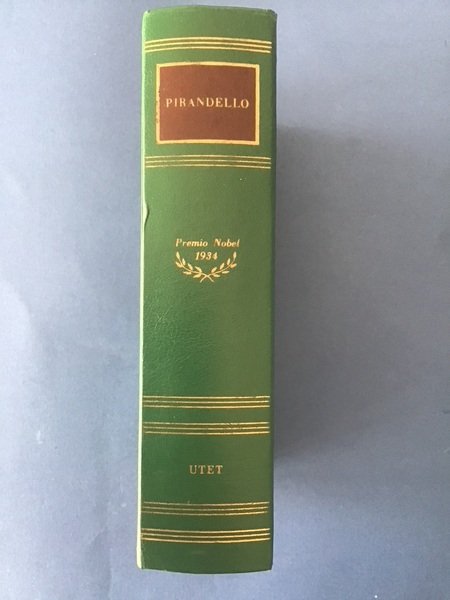 PIRANDELLO
Premio Nobel
1934
UTET